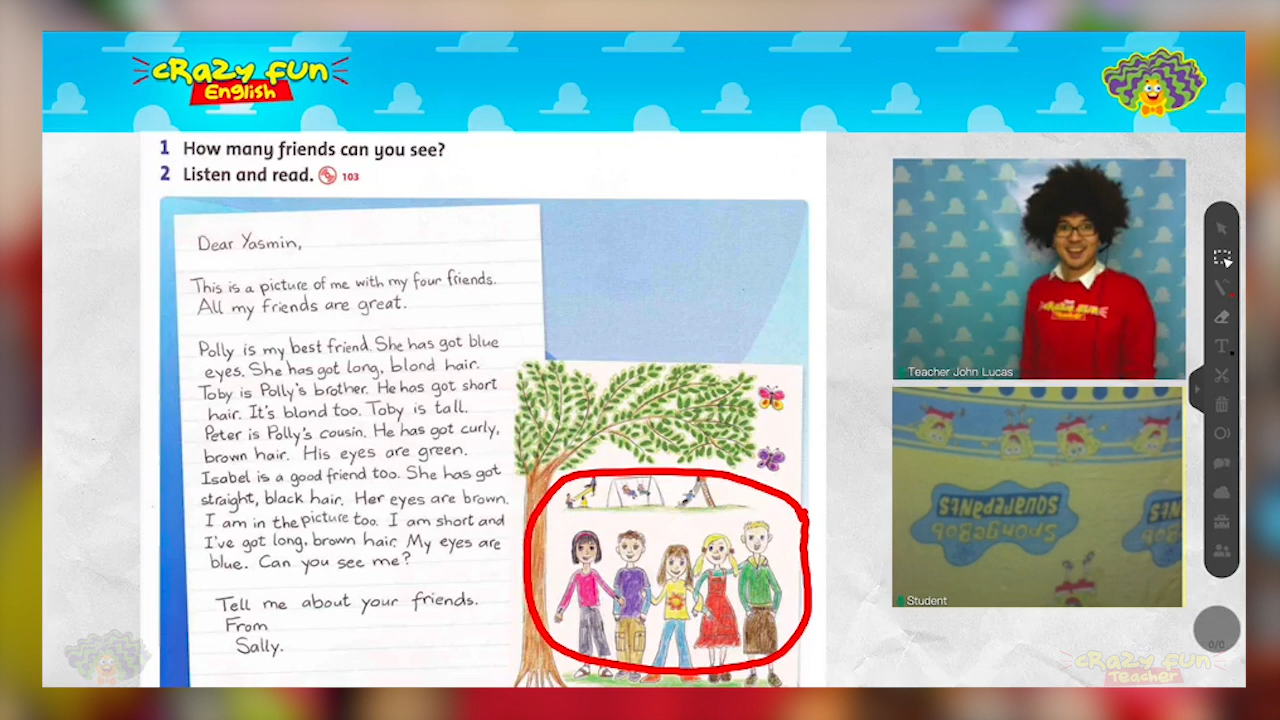 CRaZy FuN
English
1 How many friends can you see?
2 Listen and read. 103
Dear Yasmin,
This is a picture of me with my four friends.
All my friends are great.
Polly is my best friend. She has got blue
eyes. She has got long, blond hair.
Toby is Polly's brother. He has got short
hair. It's blond too. Toby is tall.
Peter is Polly's cousin. He has got curly,
brown hair. His eyes are green.
Isabel is a good friend too. She has got
straight, black hair. Her eyes are brown.
I am in the picture too. I am short and
I've got long, brown hair. My eyes are
blue. Can you see me?
Tell me about your friends.
From
Sally.
CRaZy FuN
Teacher
Teacher John Lucas
SpongeBob
SQUAREPANTS
Student
T
0/0
CRaZy FuN
Teacher